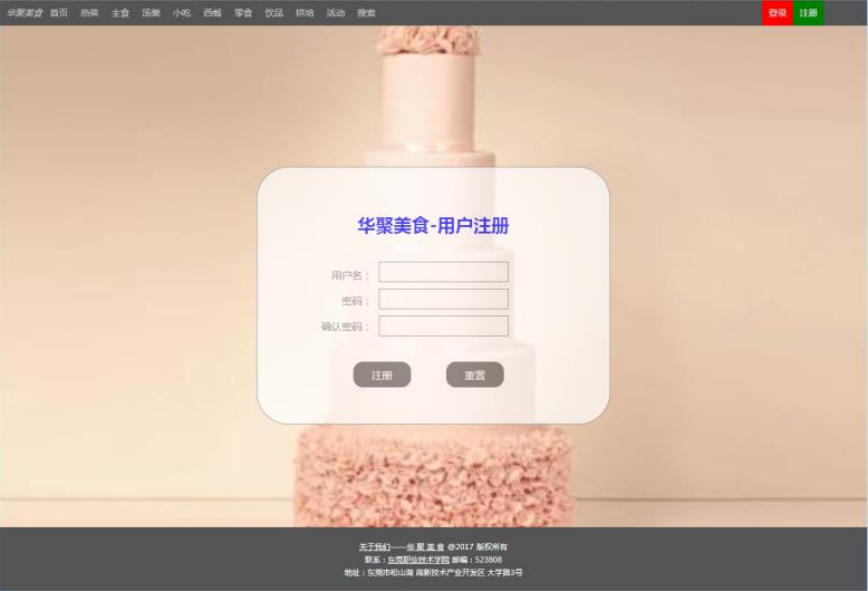 华聚美食 首页 热菜 主食 汤羹 小吃 西餐 零食 饮品 烘培 活动 搜索 登录 注册
华聚美食-用户注册
用户名：
密码：
确认密码：
注册 重置
关于我们——华 聚 美 食 @2017 版权所有
联系：东莞职业技术学院 邮编：523808
地址：东莞市松山湖 高新技术产业开发区 大学路3号